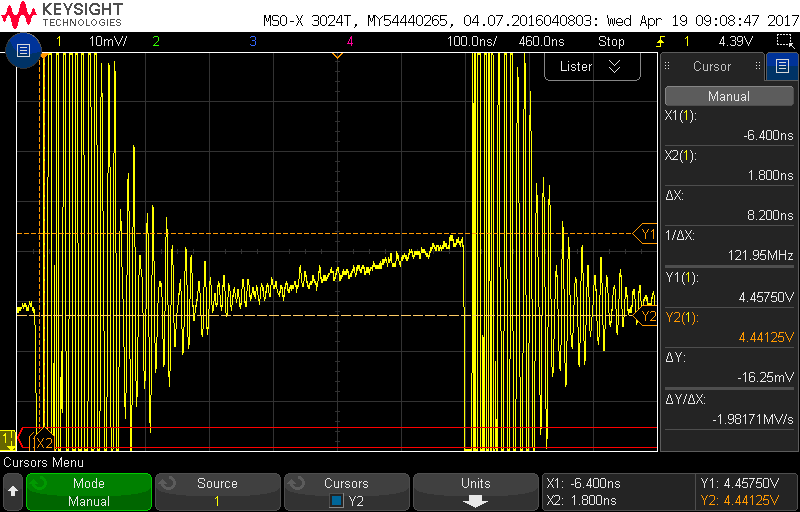 KEYSIGHT
TECHNOLOGIES
MSO-X 3024T, MY54440265, 04.07.2016040803: Wed Apr 19 09:08:47 2017
1 10mV/ 2 3 4 100.0ns/ 460.0ns Stop 1 4.39V
Lister
Cursor
Manual
X1(1):
-6.400ns
X2(1):
1.800ns
ΔX:
8.200ns
1/ΔX:
121.95MHz
Y1(1):
4.45750V
Y2(1):
4.44125V
ΔY:
-16.25mV
ΔY/ΔX:
-1.98171MV/s
Y1
Y2
1
X2
Cursors Menu
Mode
Manual
Source
1
Cursors
Y2
Units
X1: -6.400ns
X2: 1.800ns
Y1: 4.45750V
Y2: 4.44125V